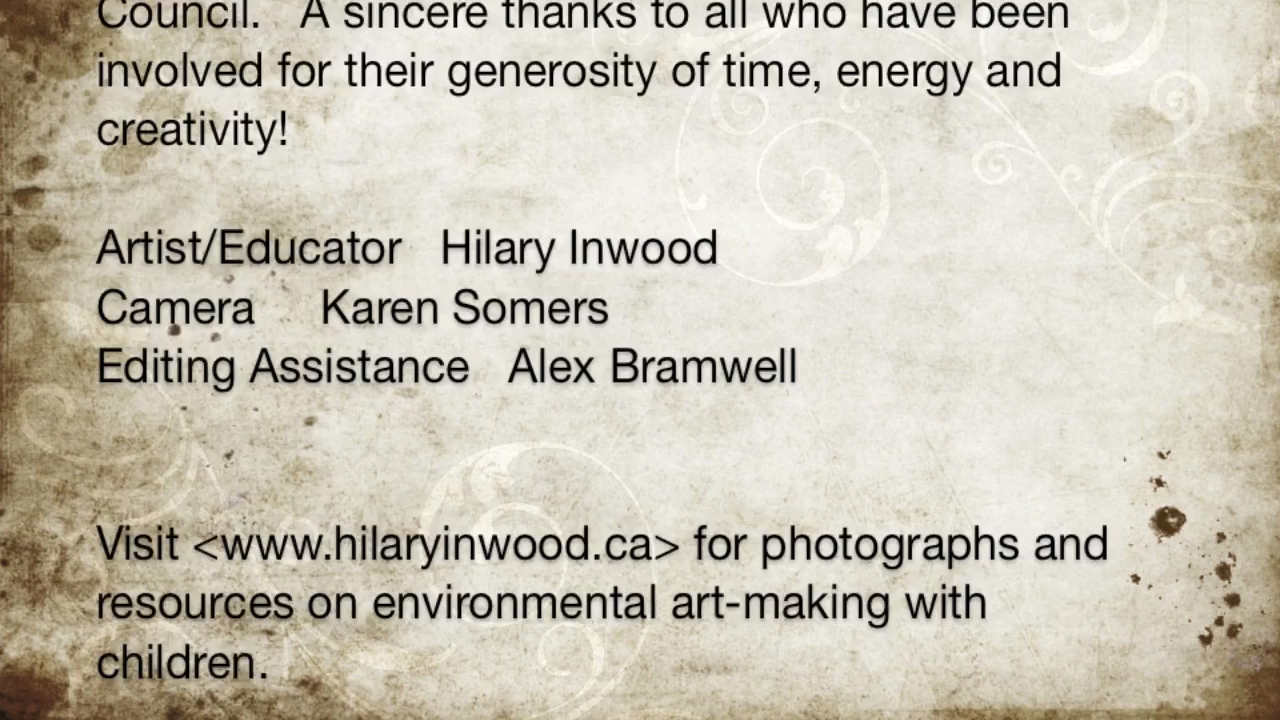 Council.   A sincere thanks to all who have been
involved for their generosity of time, energy and
creativity!
Artist/Educator   Hilary Inwood
Camera     Karen Somers
Editing Assistance   Alex Bramwell
Visit <www.hilaryinwood.ca> for photographs and
resources on environmental art-making with
children.